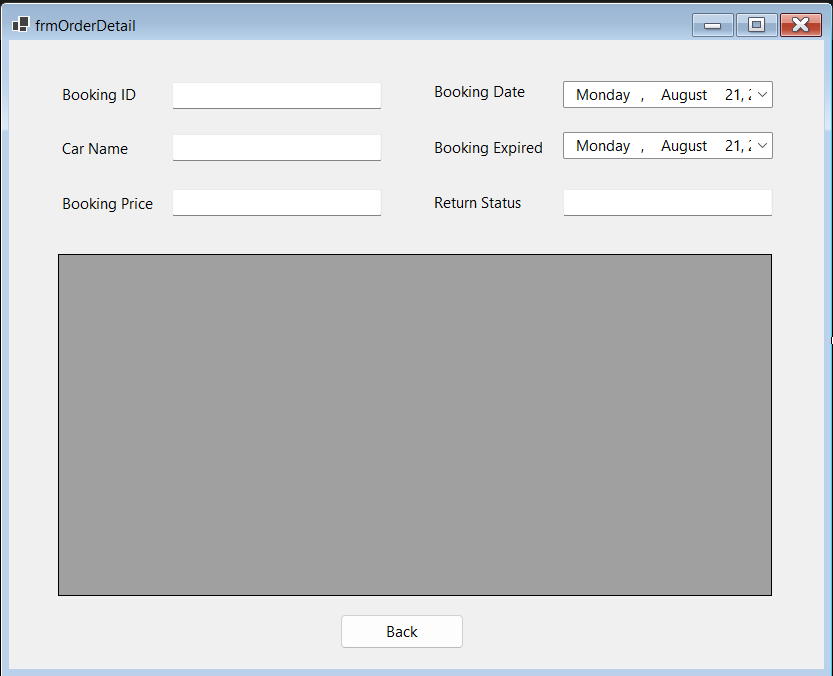 frmOrderDetail
Booking ID
Booking Date
Monday , August 21,
Car Name
Booking Expired
Monday , August 21,
Booking Price
Return Status
Back